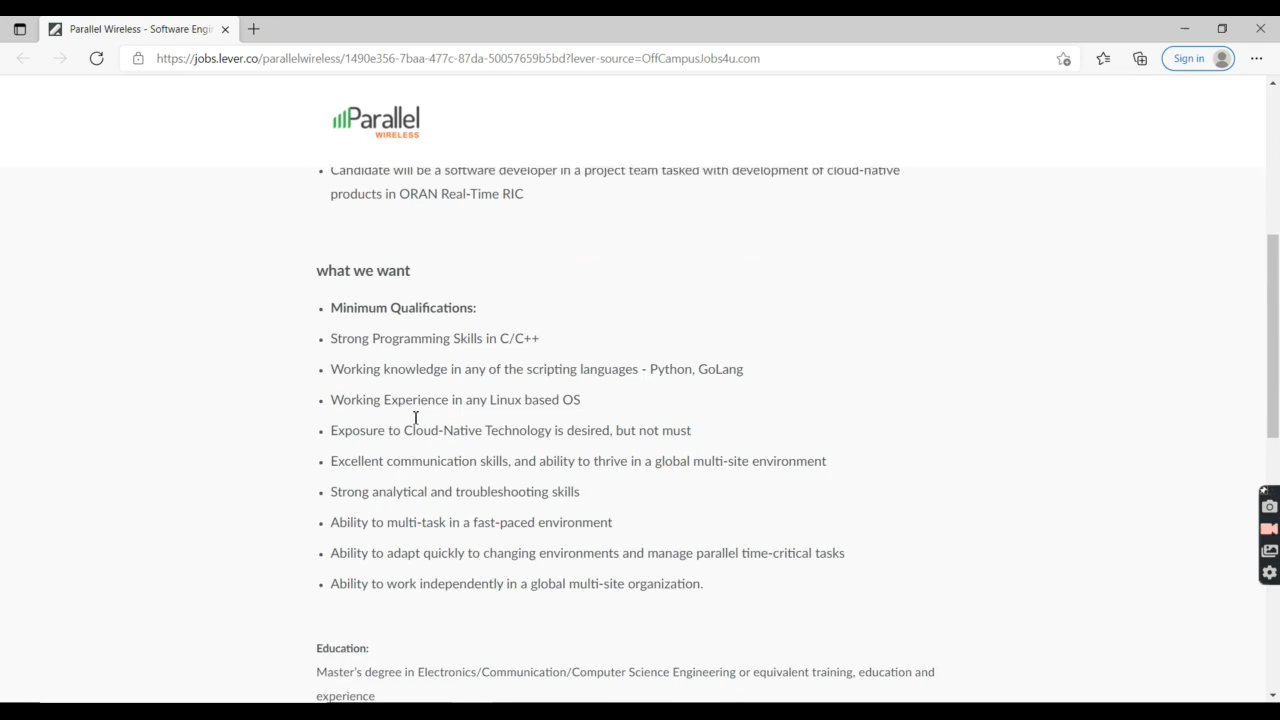 Parallel Wireless - Software Engi
https://jobs.lever.co/parallelwireless/1490e356-7baa-477c-87da-50057659b5bd?lever-source=OffCampusJobs4u.com
Sign in
Parallel
WIRELESS
• Candidate will be a software developer in a project team tasked with development of cloud-native
products in ORAN Real-Time RIC
what we want
• Minimum Qualifications:
• Strong Programming Skills in C/C++
• Working knowledge in any of the scripting languages - Python, GoLang
• Working Experience in any Linux based OS
• Exposure to Cloud-Native Technology is desired, but not must
• Excellent communication skills, and ability to thrive in a global multi-site environment
• Strong analytical and troubleshooting skills
• Ability to multi-task in a fast-paced environment
• Ability to adapt quickly to changing environments and manage parallel time-critical tasks
• Ability to work independently in a global multi-site organization.
Education:
Master's degree in Electronics/Communication/Computer Science Engineering or equivalent training, education and
experience